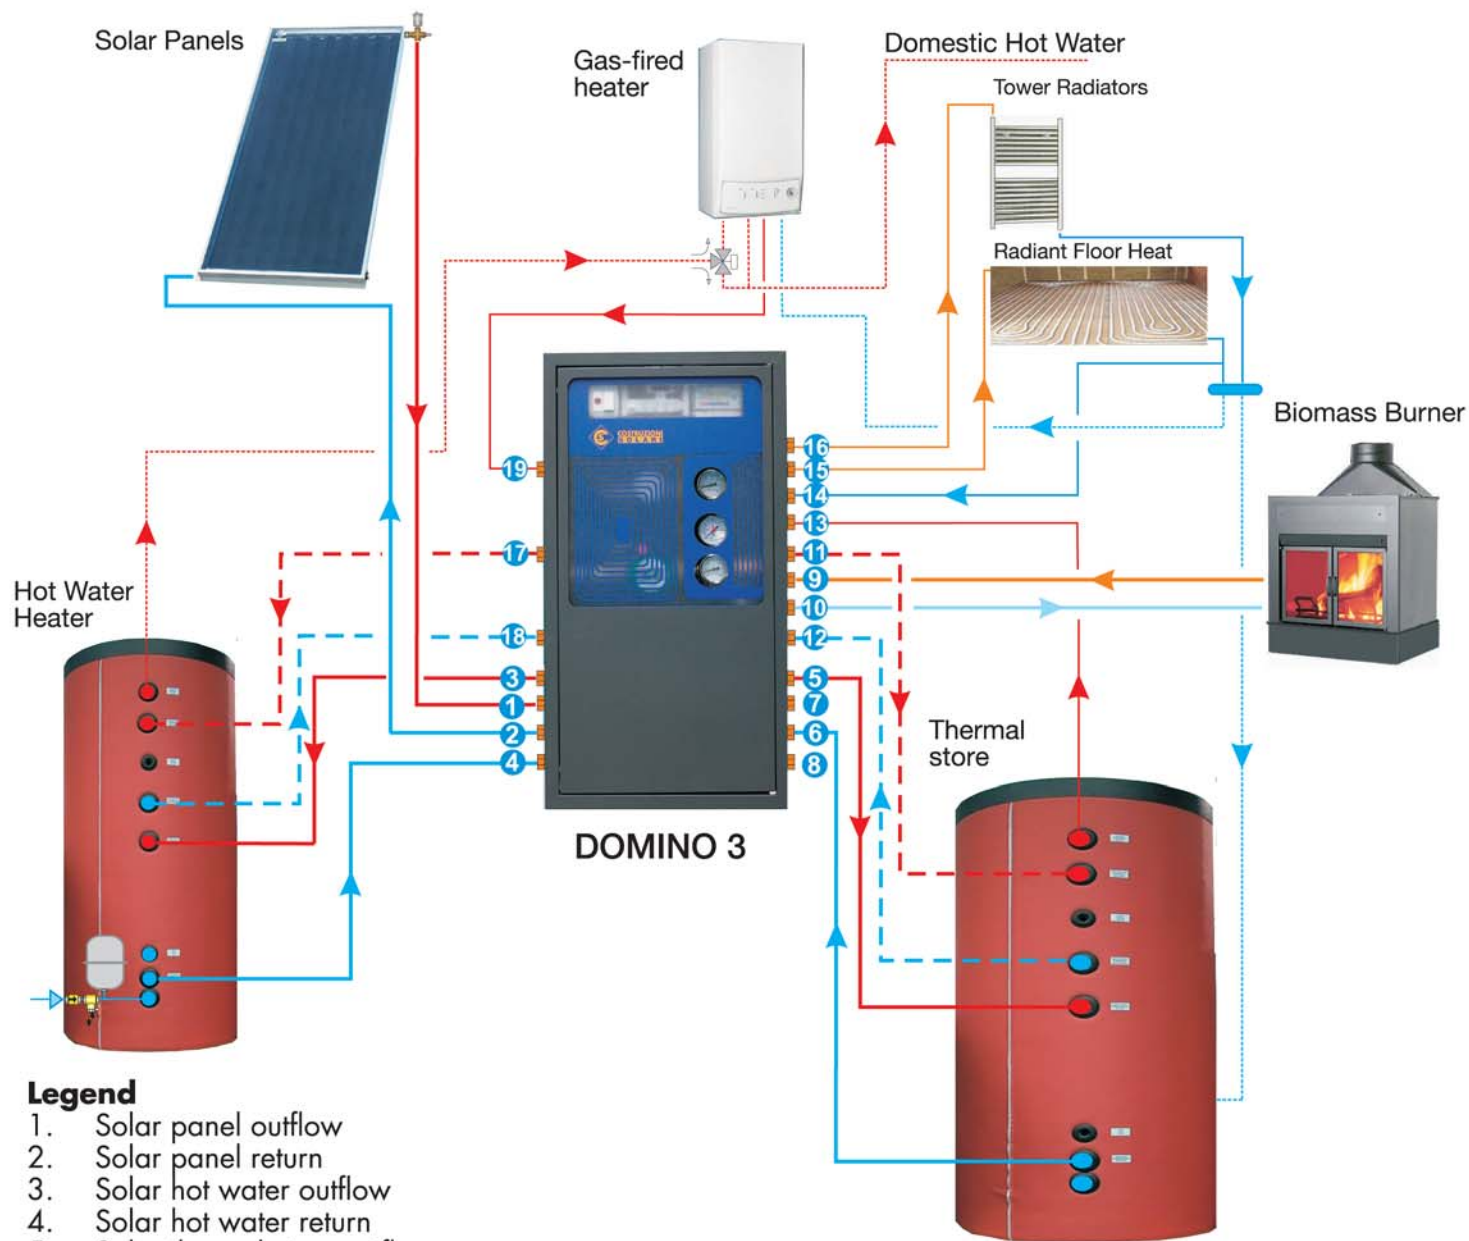 Solar Panels
Gas-fired
heater
Domestic Hot Water
Tower Radiators
Radiant Floor Heat
Biomass Burner
COSTRUZIONI
SOLARE
16
15
14
13
11
9
10
12
5
7
6
8
19
17
18
3
1
2
4
Hot Water
Heater
Thermal
store
DOMINO 3
Legend
1. Solar panel outflow
2. Solar panel return
3. Solar hot water outflow
4. Solar hot water return